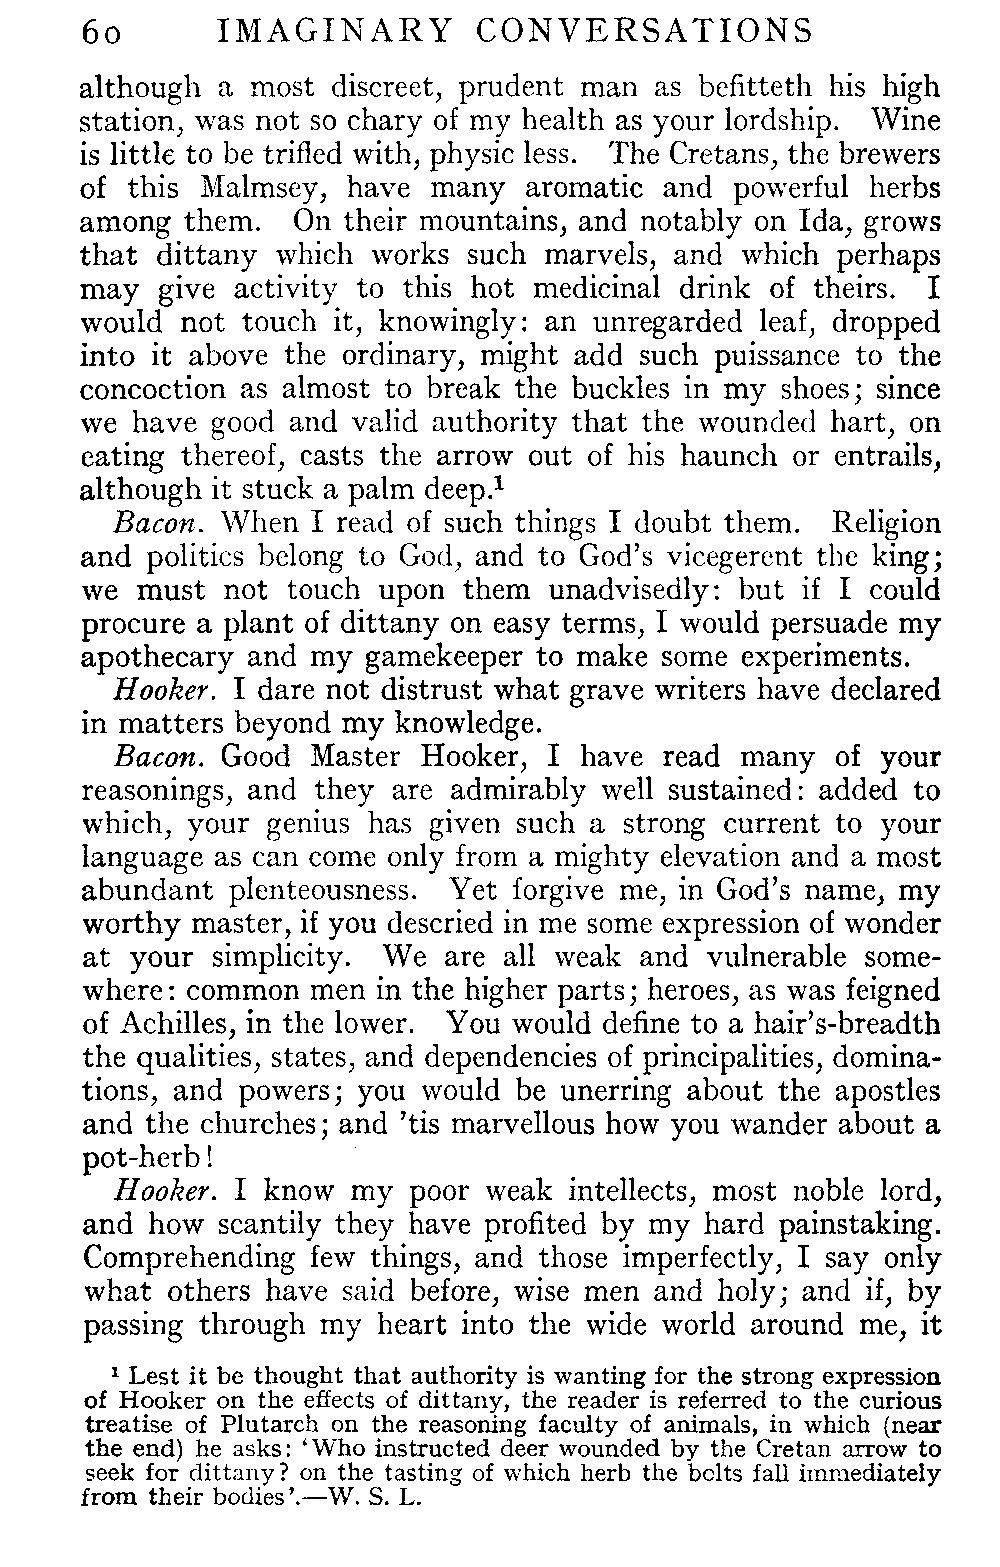 60 IMAGINARY CONVERSATIONS
although a most discreet, prudent man as befitteth his high
station, was not so chary of my health as your lordship. Wine
is little to be trifled with, physic less. The Cretans, the brewers
of this Malmsey, have many aromatic and powerful herbs
among them. On their mountains, and notably on Ida, grows
that dittany which works such marvels, and which perhaps
may give activity to this hot medicinal drink of theirs. I
would not touch it, knowingly: an unregarded leaf, dropped
into it above the ordinary, might add such puissance to the
concoction as almost to break the buckles in my shoes; since
we have good and valid authority that the wounded hart, on
eating thereof, casts the arrow out of his haunch or entrails,
although it stuck a palm deep.¹
Bacon. When I read of such things I doubt them. Religion
and politics belong to God, and to God's vicegerent the king;
we must not touch upon them unadvisedly: but if I could
procure a plant of dittany on easy terms, I would persuade my
apothecary and my gamekeeper to make some experiments.
Hooker. I dare not distrust what grave writers have declared
in matters beyond my knowledge.
Bacon. Good Master Hooker, I have read many of your
reasonings, and they are admirably well sustained: added to
which, your genius has given such a strong current to your
language as can come only from a mighty elevation and a most
abundant plenteousness. Yet forgive me, in God's name, my
worthy master, if you descried in me some expression of wonder
at your simplicity. We are all weak and vulnerable some-
where: common men in the higher parts; heroes, as was feigned
of Achilles, in the lower. You would define to a hair's-breadth
the qualities, states, and dependencies of principalities, domina-
tions, and powers; you would be unerring about the apostles
and the churches; and 'tis marvellous how you wander about a
pot-herb!
Hooker. I know my poor weak intellects, most noble lord,
and how scantily they have profited by my hard painstaking.
Comprehending few things, and those imperfectly, I say only
what others have said before, wise men and holy; and if, by
passing through my heart into the wide world around me, it
¹ Lest it be thought that authority is wanting for the strong expression
of Hooker on the effects of dittany, the reader is referred to the curious
treatise of Plutarch on the reasoning faculty of animals, in which (near
the end) he asks: 'Who instructed deer wounded by the Cretan arrow to
seek for dittany? on the tasting of which herb the bolts fall immediately
from their bodies'.—W. S. L.